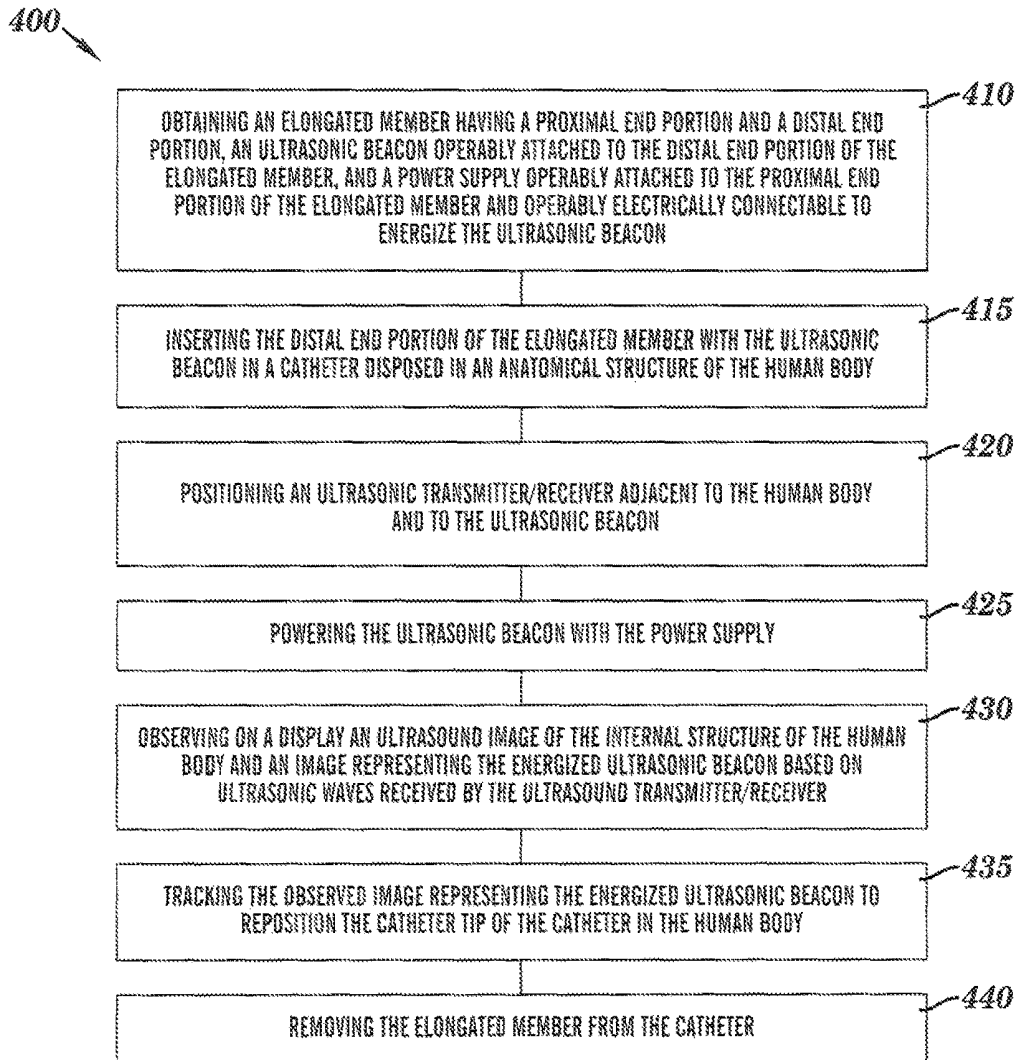 400
410
OBTAINING AN ELONGATED MEMBER HAVING A PROXIMAL END PORTION AND A DISTAL END
PORTION, AN ULTRASONIC BEACON OPERABLY ATTACHED TO THE DISTAL END PORTION OF THE
ELONGATED MEMBER, AND A POWER SUPPLY OPERABLY ATTACHED TO THE PROXIMAL END
PORTION OF THE ELONGATED MEMBER AND OPERABLY ELECTRICALLY CONNECTABLE TO
ENERGIZE THE ULTRASONIC BEACON
415
INSERTING THE DISTAL END PORTION OF THE ELONGATED MEMBER WITH THE ULTRASONIC
BEACON IN A CATHETER DISPOSED IN AN ANATOMICAL STRUCTURE OF THE HUMAN BODY
420
POSITIONING AN ULTRASONIC TRANSMITTER/RECEIVER ADJACENT TO THE HUMAN BODY
AND TO THE ULTRASONIC BEACON
425
POWERING THE ULTRASONIC BEACON WITH THE POWER SUPPLY
430
OBSERVING ON A DISPLAY AN ULTRASOUND IMAGE OF THE INTERNAL STRUCTURE OF THE HUMAN
BODY AND AN IMAGE REPRESENTING THE ENERGIZED ULTRASONIC BEACON BASED ON
ULTRASONIC WAVES RECEIVED BY THE ULTRASOUND TRANSMITTER/RECEIVER
435
TRACKING THE OBSERVED IMAGE REPRESENTING THE ENERGIZED ULTRASONIC BEACON TO
REPOSITION THE CATHETER TIP OF THE CATHETER IN THE HUMAN BODY
440
REMOVING THE ELONGATED MEMBER FROM THE CATHETER